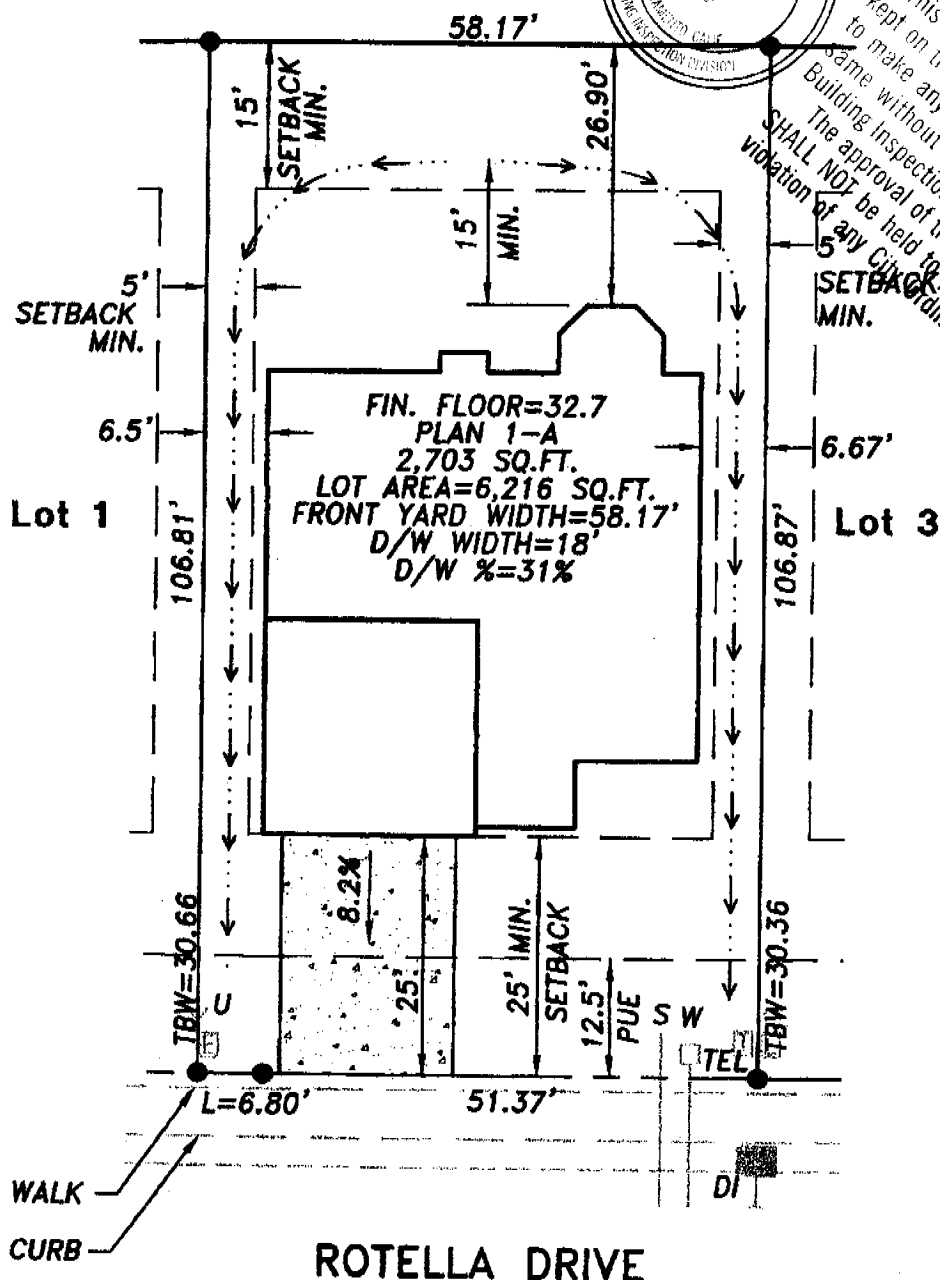 58.17'
CALIF.
INSPECTION DIVISION
kept on
to make any
same without
Building Inspection
The approval of
SHALL NOT be held to
violation of any City
15'
SETBACK
MIN.
26.90'
15'
MIN.
5'
SETBACK
MIN.
5'
SETBACK
MIN.
FIN. FLOOR=32.7
PLAN 1-A
2,703 SQ.FT.
LOT AREA=6,216 SQ.FT.
FRONT YARD WIDTH=58.17'
D/W WIDTH=18'
D/W %=31%
6.5'
6.67'
Lot 1
Lot 3
106.81'
106.87'
8.2%
25'
25' MIN.
SETBACK
12.5'
PUE
TBW=30.66
TBW=30.36
U
E
S W
TEL
L=6.80'
51.37'
WALK
CURB
DI
ROTELLA DRIVE